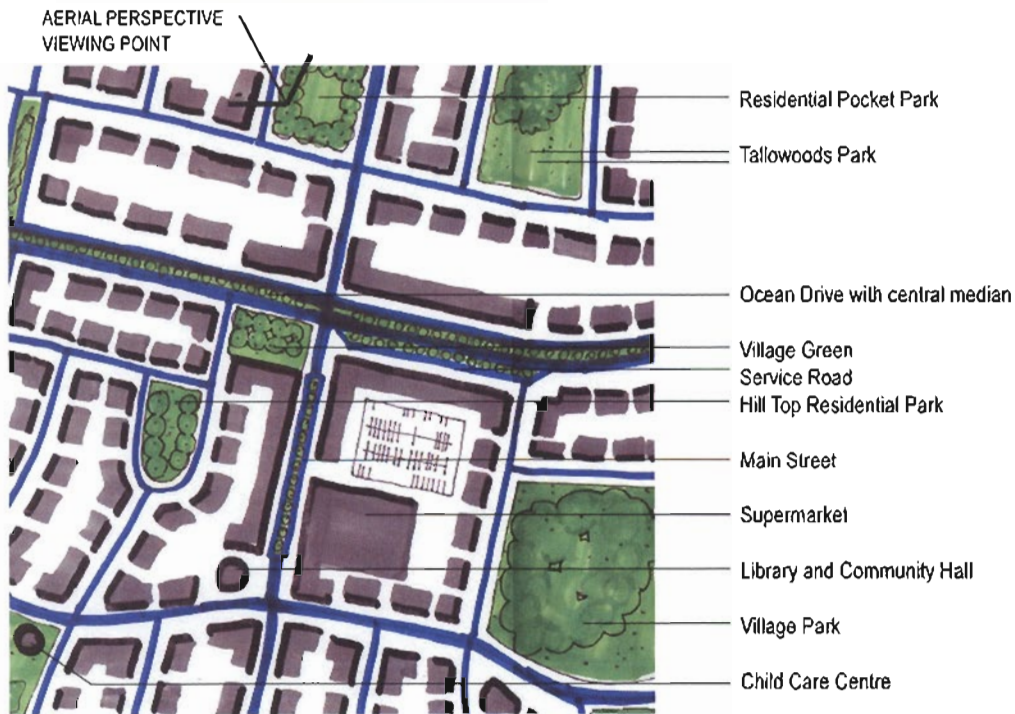 AERIAL PERSPECTIVE
VIEWING POINT
Residential Pocket Park
Tallowoods Park
Ocean Drive with central median
Village Green
Service Road
Hill Top Residential Park
Main Street
Supermarket
Library and Community Hall
Village Park
Child Care Centre